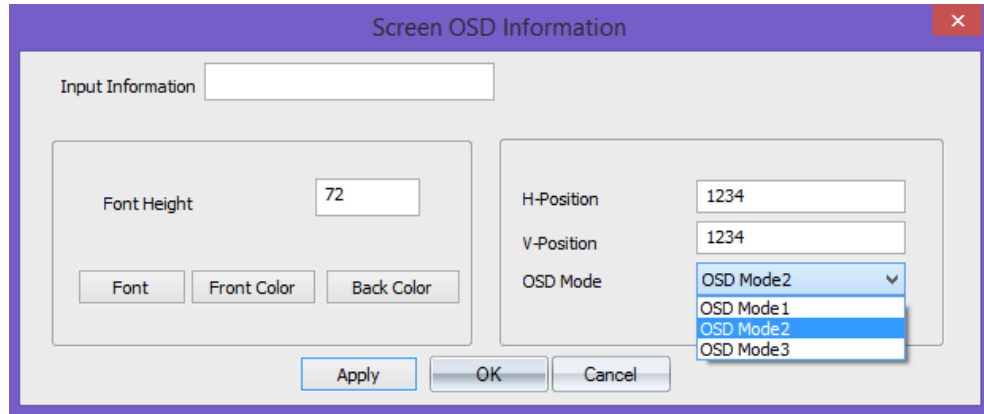 Screen OSD Information
Input Information
Font Height 72
Font Front Color Back Color
H-Position 1234
V-Position 1234
OSD Mode OSD Mode2
OSD Mode1
OSD Mode2
OSD Mode3
Apply OK Cancel